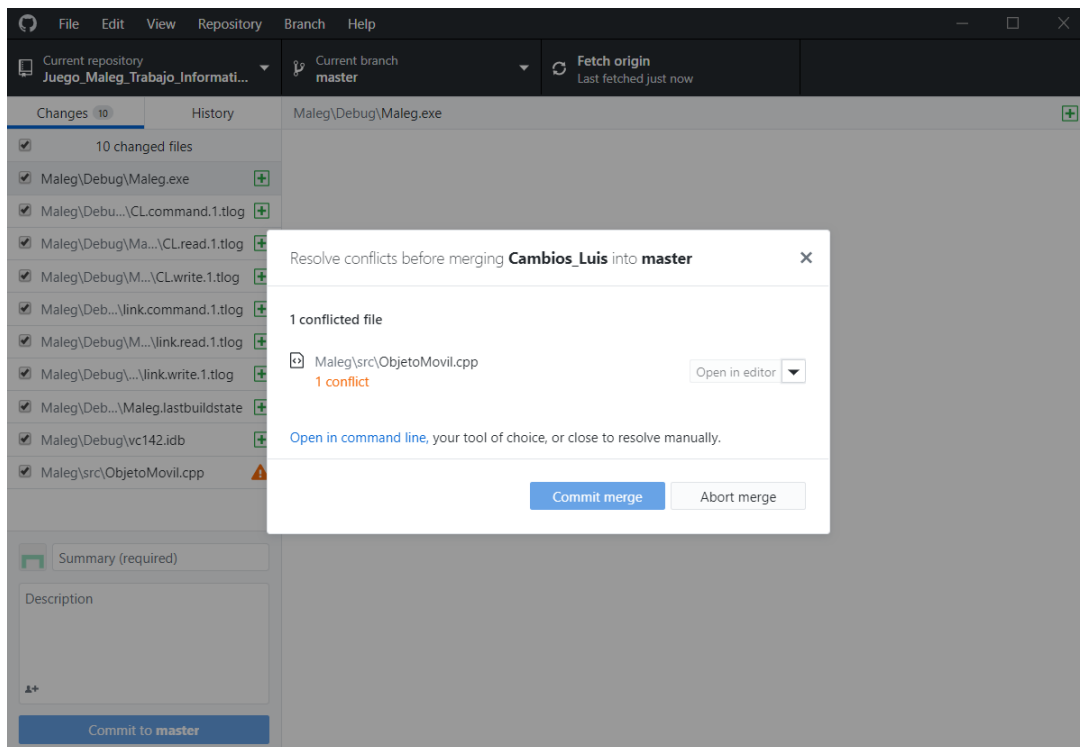 File Edit View Repository Branch Help
Current repository
Juego_Maleg_Trabajo_Informati...
Current branch
master
Fetch origin
Last fetched just now
Changes 10 History
Maleg\Debug\Maleg.exe
10 changed files
Maleg\Debug\Maleg.exe
Maleg\Debu...\CL.command.1.tlog
Maleg\Debug\Ma...\CL.read.1.tlog
Maleg\Debug\M...\CL.write.1.tlog
Maleg\Deb...\link.command.1.tlog
Maleg\Debug\M...\link.read.1.tlog
Maleg\Debug\...\link.write.1.tlog
Maleg\Deb...\Maleg.lastbuildstate
Maleg\Debug\vc142.idb
Maleg\src\ObjetoMovil.cpp
Resolve conflicts before merging Cambios_Luis into master
1 conflicted file
Maleg\src\ObjetoMovil.cpp
1 conflict
Open in editor
Open in command line, your tool of choice, or close to resolve manually.
Commit merge Abort merge
Summary (required)
Description
Commit to master